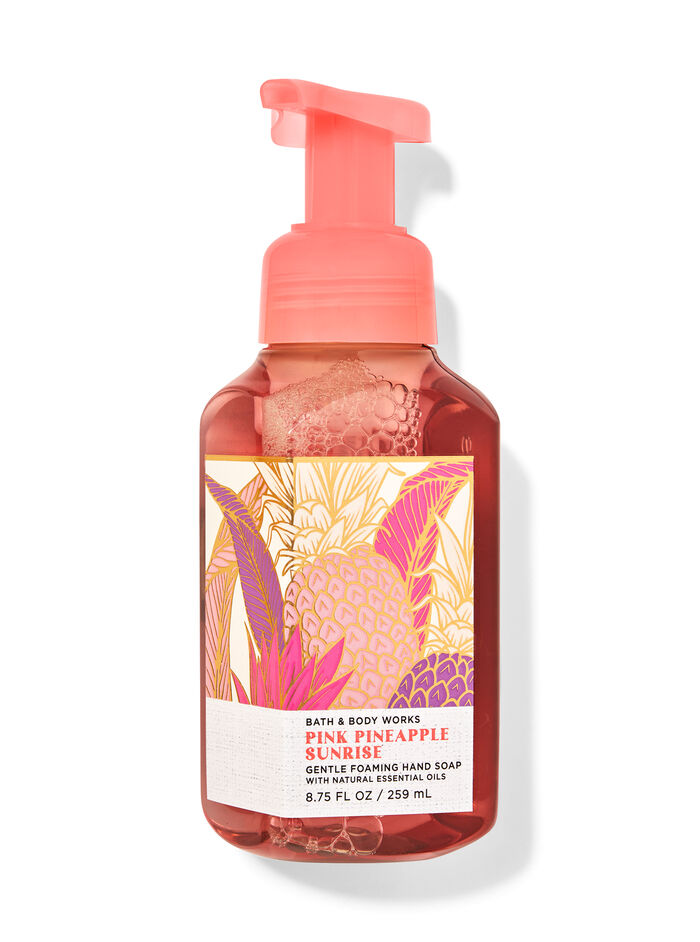 BATH & BODY WORKS
PINK PINEAPPLE
SUNRISE
GENTLE FOAMING HAND SOAP
WITH NATURAL ESSENTIAL OILS
8.75 FL OZ / 259 mL